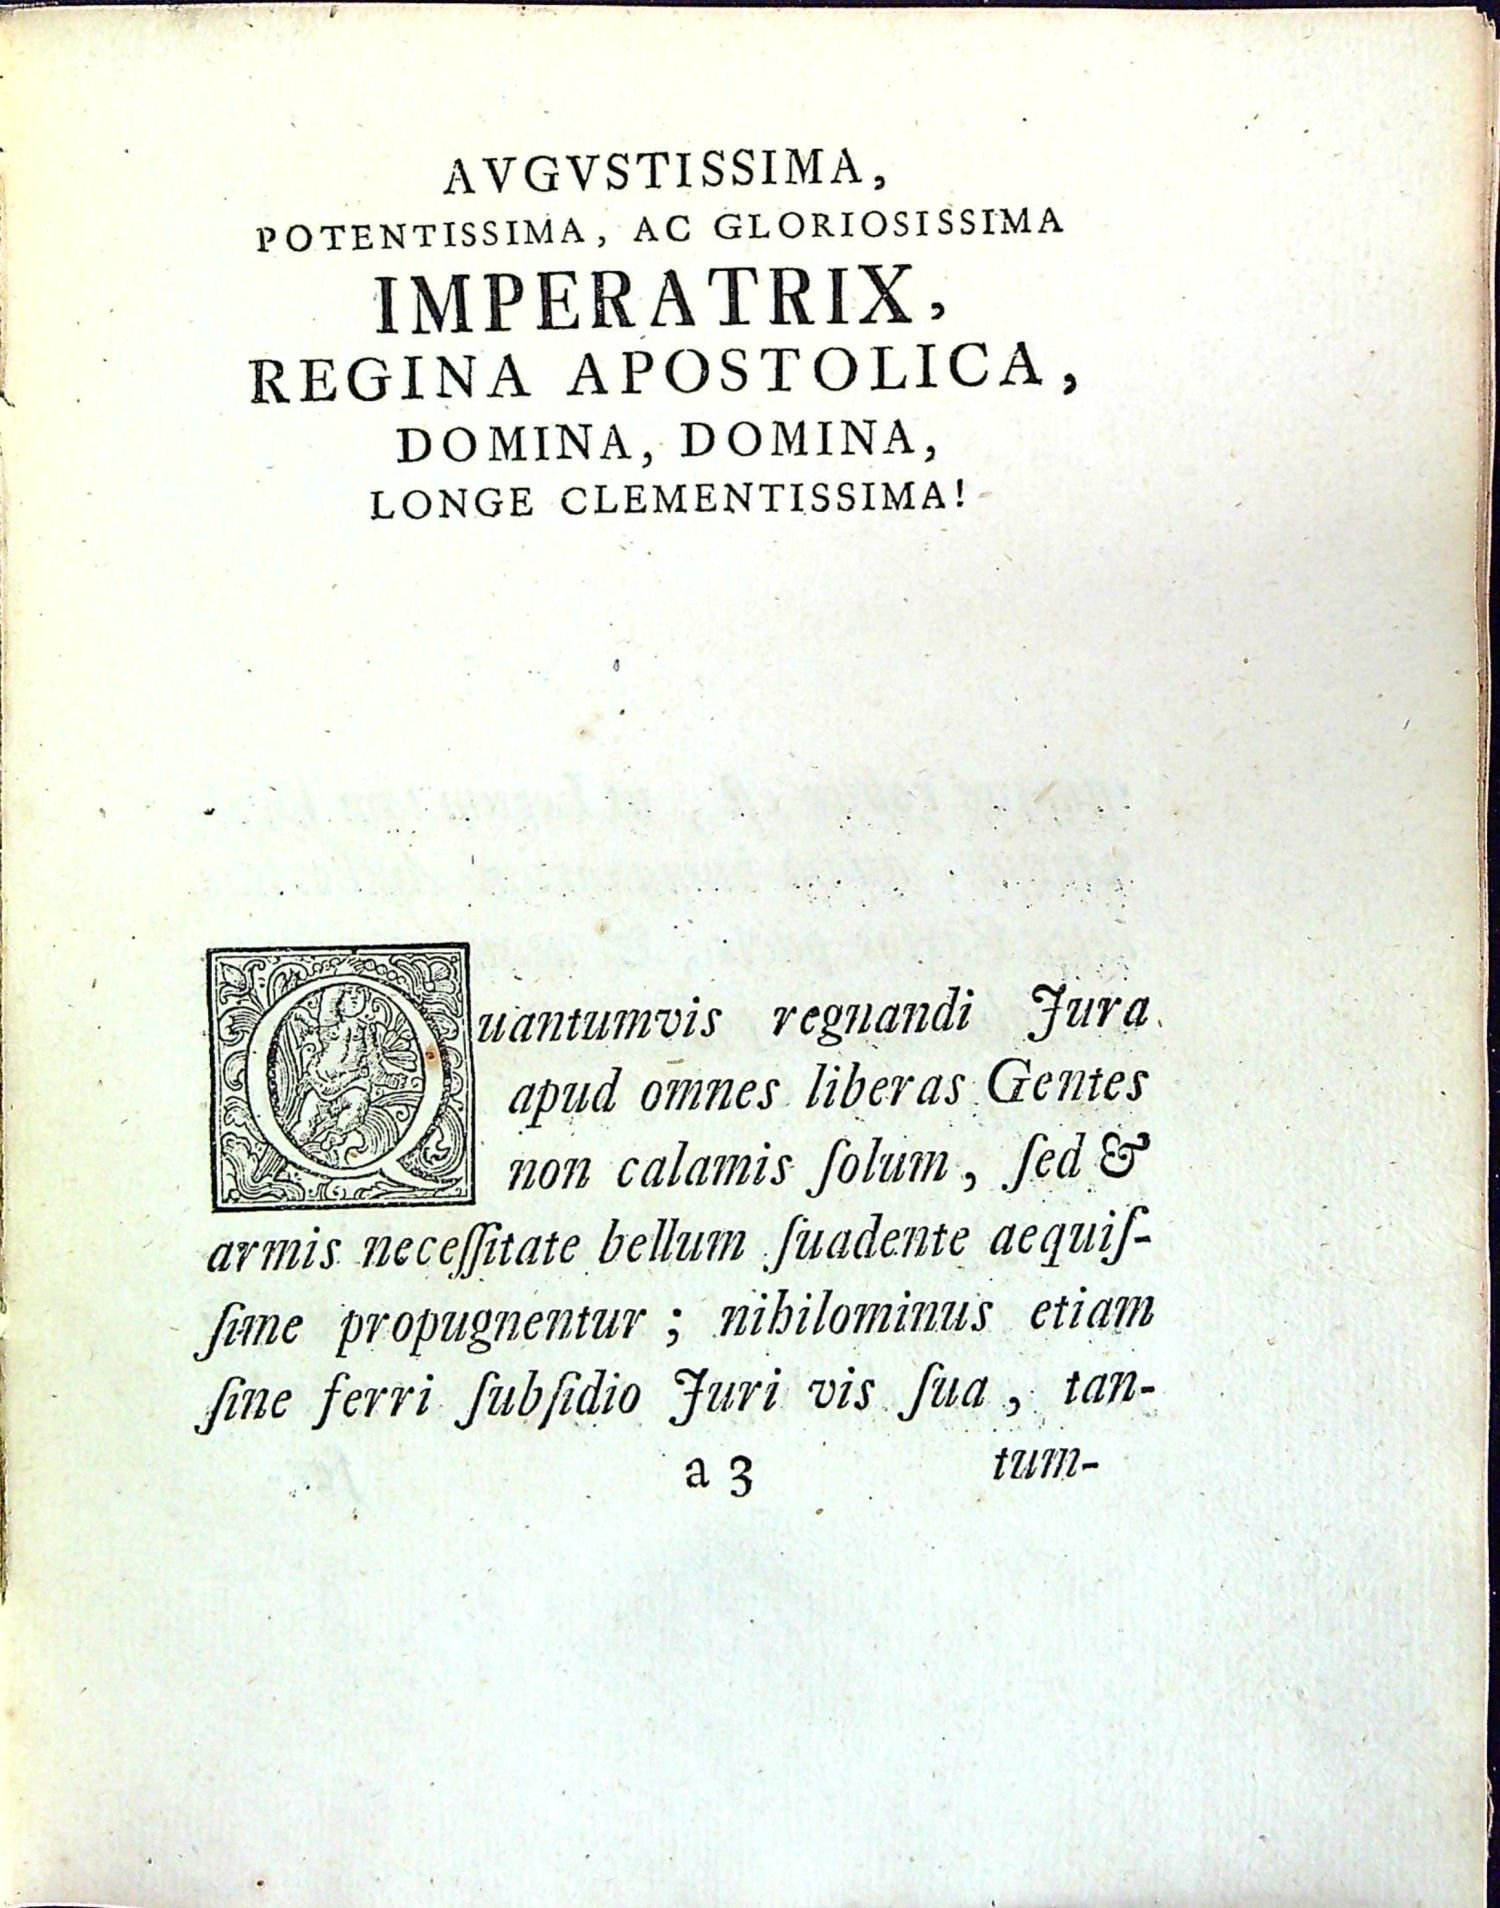 AVGVSTISSIMA,
POTENTISSIMA, AC GLORIOSISSIMA
IMPERATRIX,
REGINA APOSTOLICA,
DOMINA, DOMINA,
LONGE CLEMENTISSIMA!
Quantumvis regnandi Jura
apud omnes liberas Gentes
non calamis ſolum, ſed &
armis neceſſitate bellum ſuadente aequiſ-
ſime propugnentur; nihilominus etiam
ſine ferri ſubſidio Juri vis ſua, tan-
a 3 tum-